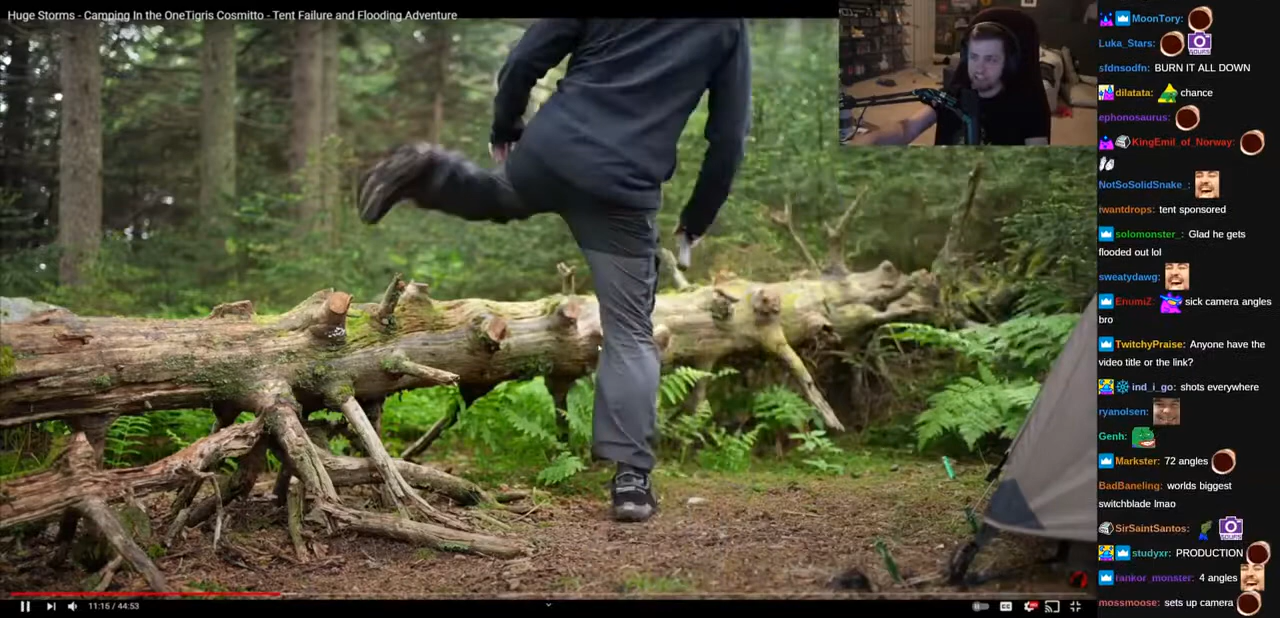 Huge Storms - Camping In the OneTigris Cosmitto - Tent Failure and Flooding Adventure
11:16 / 44:53
CC
MoonTory:
Luka_Stars:
sfdnsodfn: BURN IT ALL DOWN
dilatata: chance
ephonosaurus:
KingEmil_of_Norway:
NotSoSolidSnake_:
iwantdrops: tent sponsored
solomonster_: Glad he gets
flooded out lol
sweatydawg:
EnumiZ: sick camera angles
bro
TwitchyPraise: Anyone have the
video title or the link?
ind_i_go: shots everywhere
ryanolsen:
Genh:
Markster: 72 angles
BadBaneling: worlds biggest
switchblade lmao
SirSaintSantos:
studyxr: PRODUCTION
rankor_monster: 4 angles
mossmoose: sets up camera